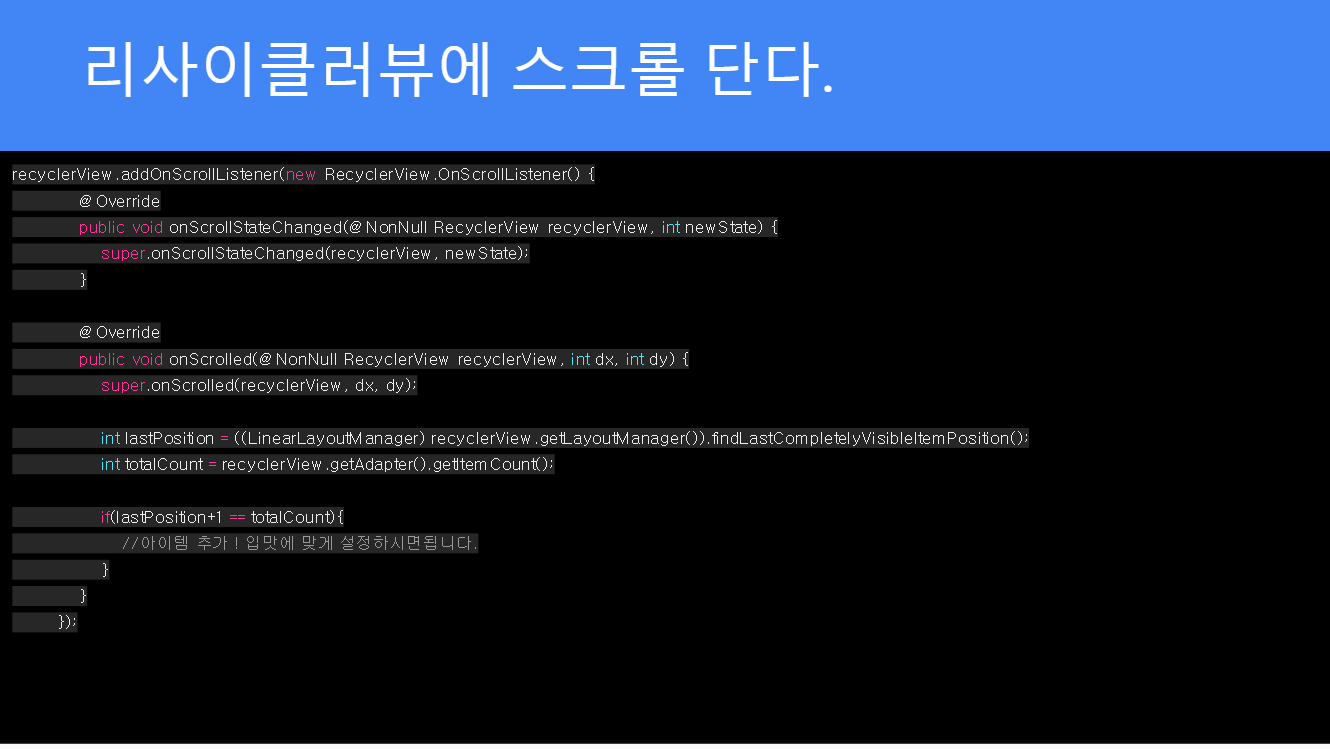 리사이클러뷰에 스크롤 단다.
recyclerView.addOnScrollListener(new RecyclerView.OnScrollListener() {
@Override
public void onScrollStateChanged(@NonNull RecyclerView recyclerView, int newState) {
super.onScrollStateChanged(recyclerView, newState);
}
@Override
public void onScrolled(@NonNull RecyclerView recyclerView, int dx, int dy) {
super.onScrolled(recyclerView, dx, dy);
int lastPosition = ((LinearLayoutManager) recyclerView.getLayoutManager()).findLastCompletelyVisibleItemPosition();
int totalCount = recyclerView.getAdapter().getItemCount();
if(lastPosition+1 == totalCount){
//아이템 추가 ! 입맛에 맞게 설정하시면됩니다.
}
}
});